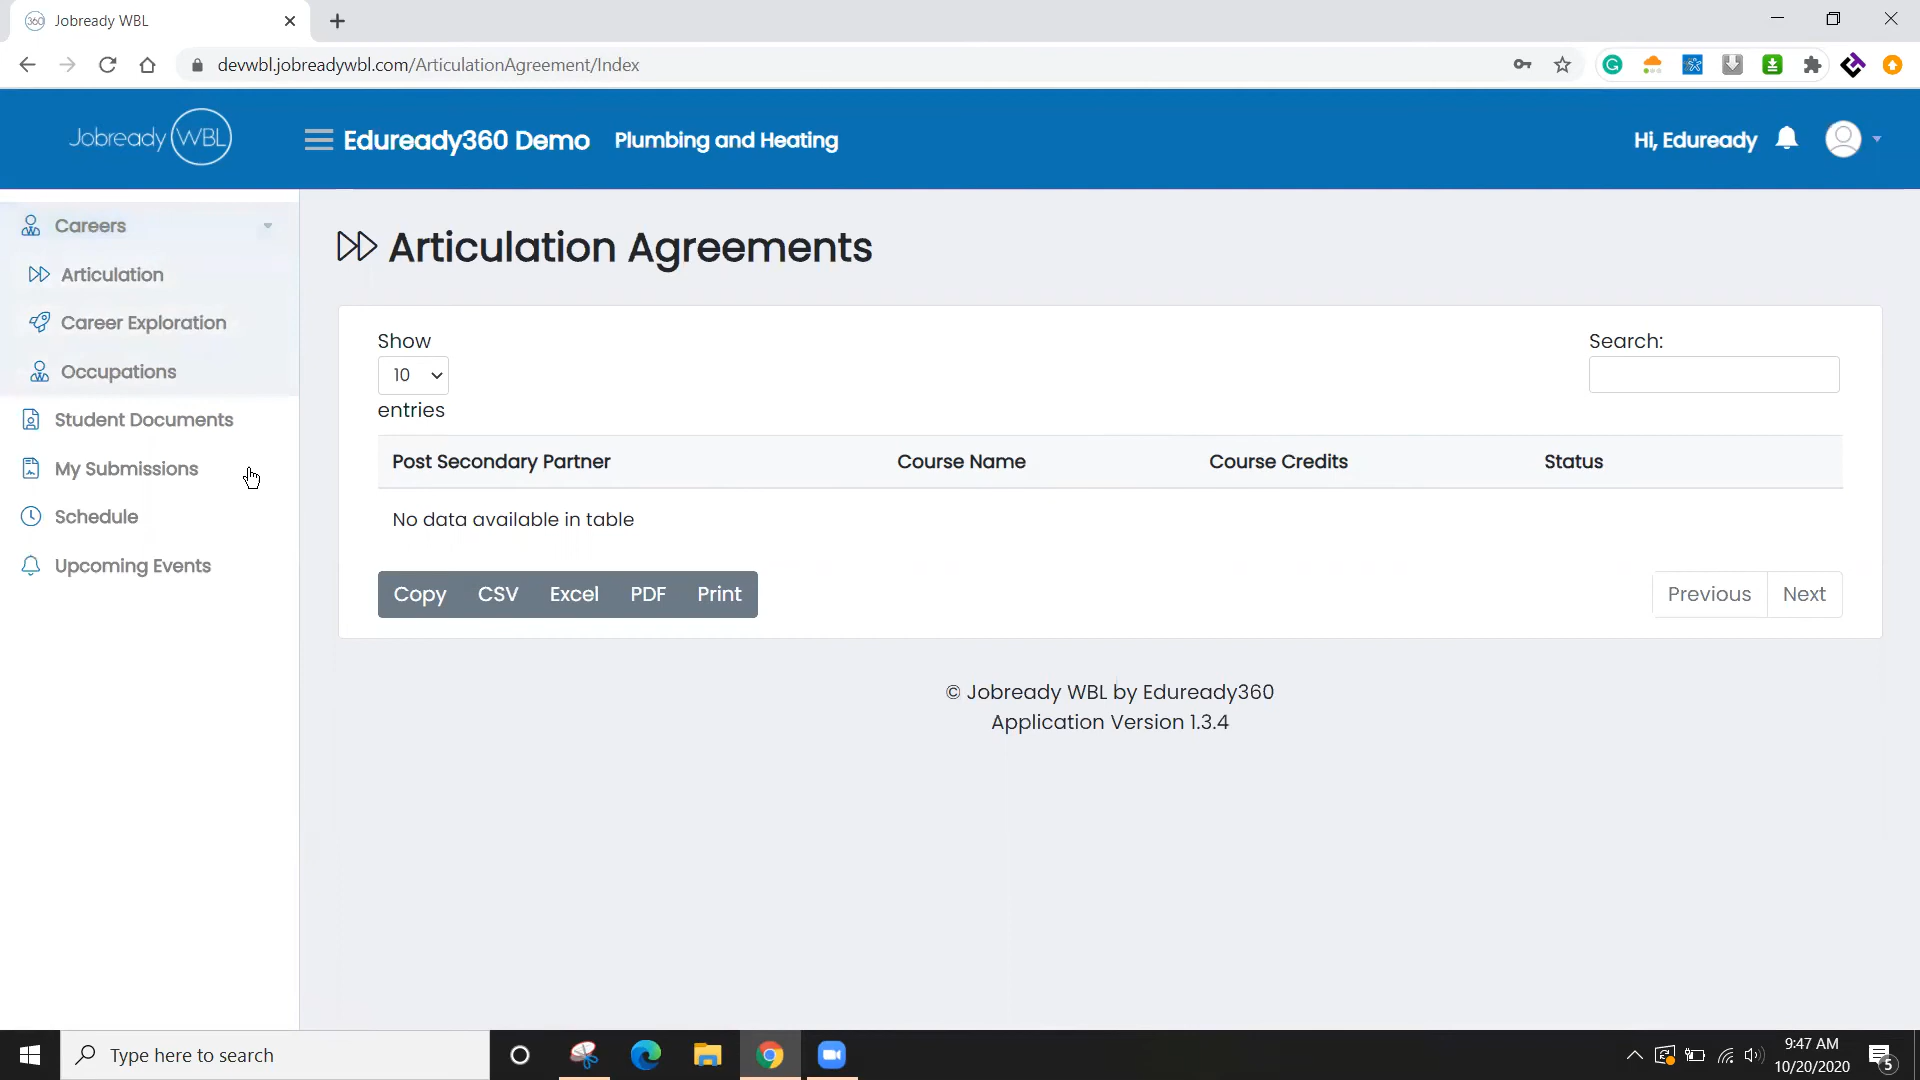 360 Jobready WBL
devwbl.jobreadywbl.com/ArticulationAgreement/Index
Jobready WBL
Eduready360 Demo Plumbing and Heating
Hi, Eduready
Careers
Articulation
Career Exploration
Occupations
Student Documents
My Submissions
Schedule
Upcoming Events
Articulation Agreements
Show
10
entries
Search:
Post Secondary Partner Course Name Course Credits Status
No data available in table
Copy CSV Excel PDF Print
Previous Next
© Jobready WBL by Eduready360
Application Version 1.3.4
Type here to search
9:47 AM
10/20/2020
5